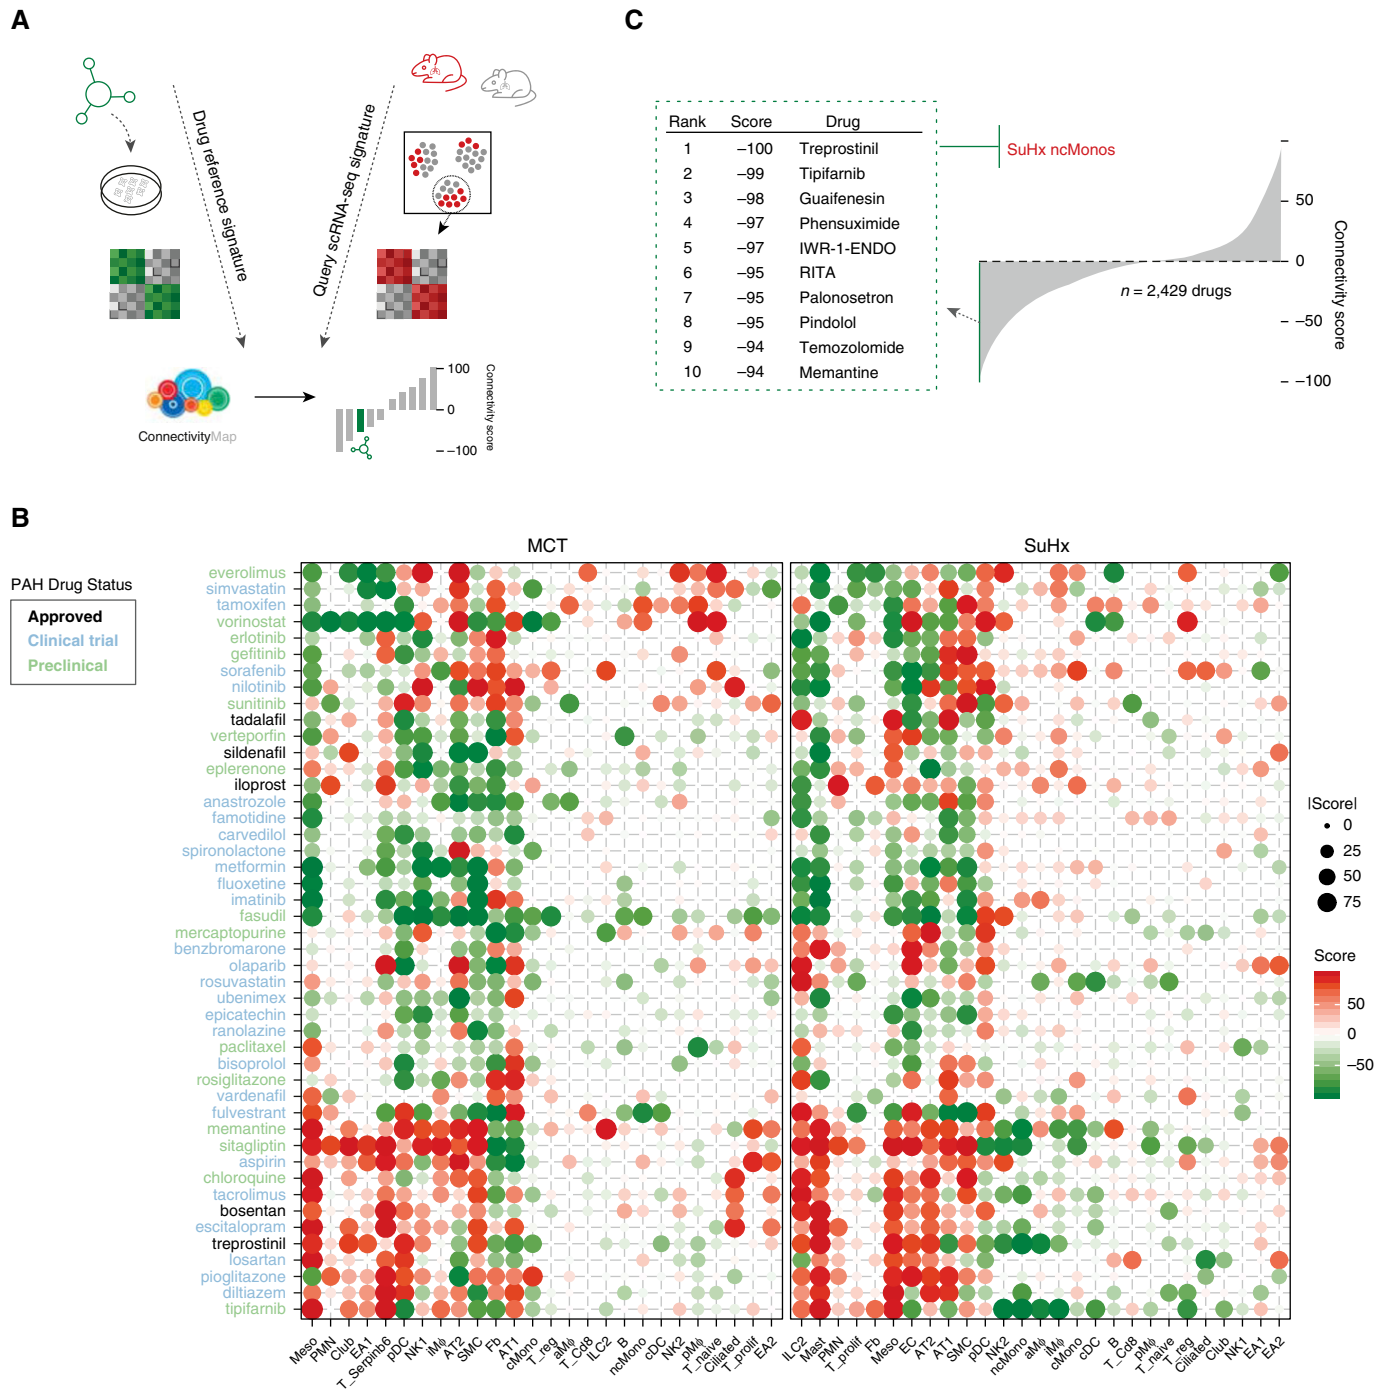 A
Drug reference signature
Query scRNA-seq signature
ConnectivityMap
100
0
−100
Connectivity score
C
Rank Score Drug
1 −100 Treprostinil
2 −99 Tipifarnib
3 −98 Guaifenesin
4 −97 Phensuximide
5 −97 IWR-1-ENDO
6 −95 RITA
7 −95 Palonosetron
8 −95 Pindolol
9 −94 Temozolomide
10 −94 Memantine
SuHx ncMonos
n = 2,429 drugs
50
0
−50
−100
Connectivity score
B
MCT
SuHx
PAH Drug Status
Approved
Clinical trial
Preclinical
everolimus
simvastatin
tamoxifen
vorinostat
erlotinib
gefitinib
sorafenib
nilotinib
sunitinib
tadalafil
verteporfin
sildenafil
eplerenone
iloprost
anastrozole
famotidine
carvedilol
spironolactone
metformin
fluoxetine
imatinib
fasudil
mercaptopurine
benzbromarone
olaparib
rosuvastatin
ubenimex
epicatechin
ranolazine
paclitaxel
bisoprolol
rosiglitazone
vardenafil
fulvestrant
memantine
sitagliptin
aspirin
chloroquine
tacrolimus
bosentan
escitalopram
treprostinil
losartan
pioglitazone
diltiazem
tipifarnib
Meso
PMN
Club
EA1
T_Serpinb6
pDC
NK1
iMϕ
AT2
SMC
Fb
AT1
cMono
T_reg
aMϕ
T_Cd8
ILC2
B
ncMono
cDC
NK2
pMϕ
T_naive
Ciliated
T_prolif
EA2
ILC2
Mast
PMN
T_prolif
Fb
Meso
EC
AT2
AT1
SMC
pDC
NK2
ncMono
aMϕ
iMϕ
cMono
cDC
B
T_Cd8
pMϕ
T_naive
T_reg
Ciliated
Club
NK1
EA1
EA2
|Score|
0
25
50
75
Score
50
0
−50